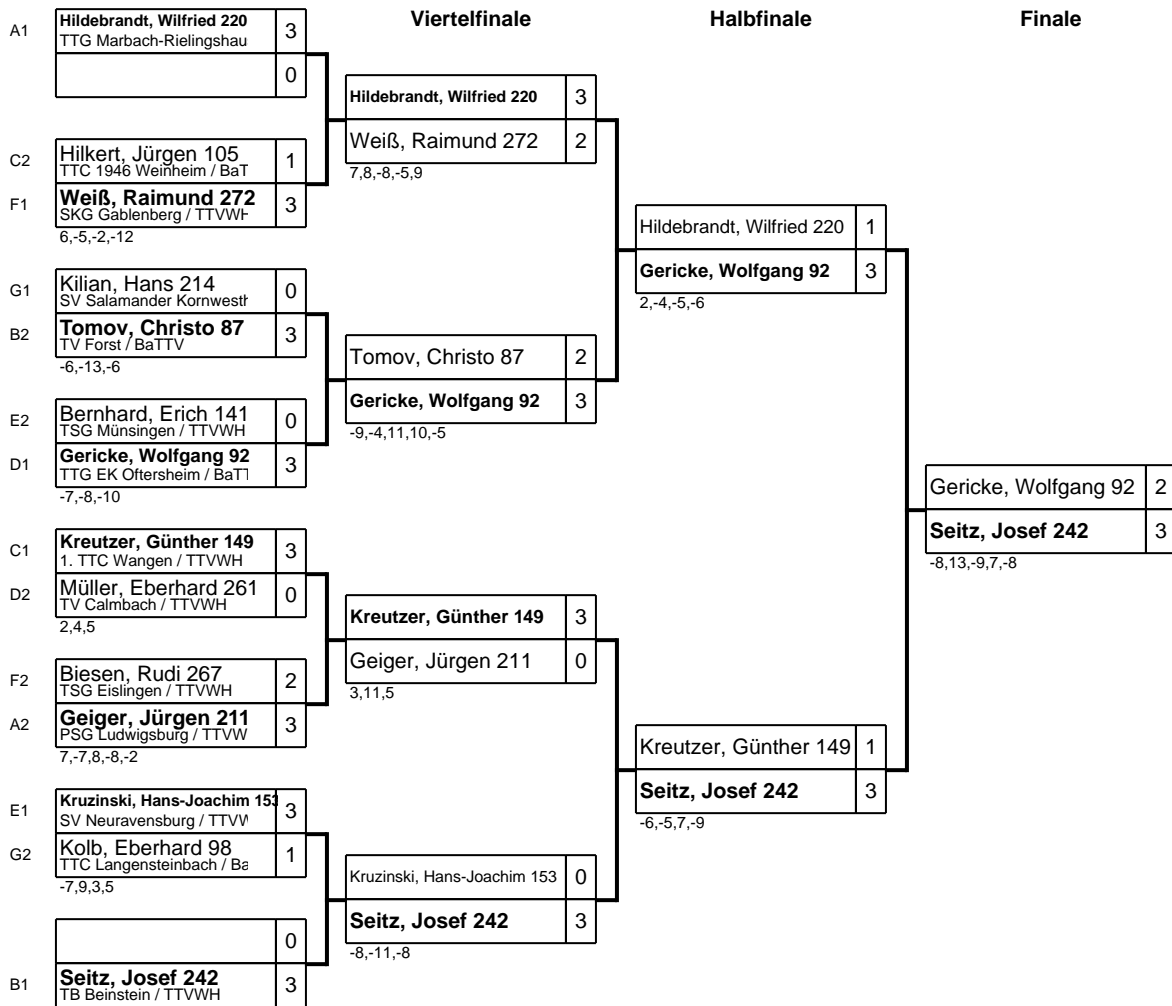 Viertelfinale
Halbfinale
Finale
A1
Hildebrandt, Wilfried 220
3
TTG Marbach-Rielingshau
0
C2
Hilkert, Jürgen 105
1
TTC 1946 Weinheim / BaT
F1
Weiß, Raimund 272
3
SKG Gablenberg / TTVWH
6,-5,-2,-12
G1
Kilian, Hans 214
0
SV Salamander Kornwesth
B2
Tomov, Christo 87
3
TV Forst / BaTTV
-6,-13,-6
E2
Bernhard, Erich 141
0
TSG Münsingen / TTVWH
D1
Gericke, Wolfgang 92
3
TTG EK Oftersheim / BaTT
-7,-8,-10
C1
Kreutzer, Günther 149
3
1. TTC Wangen / TTVWH
D2
Müller, Eberhard 261
0
TV Calmbach / TTVWH
2,4,5
F2
Biesen, Rudi 267
2
TSG Eislingen / TTVWH
A2
Geiger, Jürgen 211
3
PSG Ludwigsburg / TTVW
7,-7,8,-8,-2
E1
Kruzinski, Hans-Joachim 153
3
SV Neuravensburg / TTVW
G2
Kolb, Eberhard 98
1
TTC Langensteinbach / Ba
-7,9,3,5
0
B1
Seitz, Josef 242
3
TB Beinstein / TTVWH
Hildebrandt, Wilfried 220
3
Weiß, Raimund 272
2
7,8,-8,-5,9
Tomov, Christo 87
2
Gericke, Wolfgang 92
3
-9,-4,11,10,-5
Kreutzer, Günther 149
3
Geiger, Jürgen 211
0
3,11,5
Kruzinski, Hans-Joachim 153
0
Seitz, Josef 242
3
-8,-11,-8
Hildebrandt, Wilfried 220
1
Gericke, Wolfgang 92
3
2,-4,-5,-6
Kreutzer, Günther 149
1
Seitz, Josef 242
3
-6,-5,7,-9
Gericke, Wolfgang 92
2
Seitz, Josef 242
3
-8,13,-9,7,-8